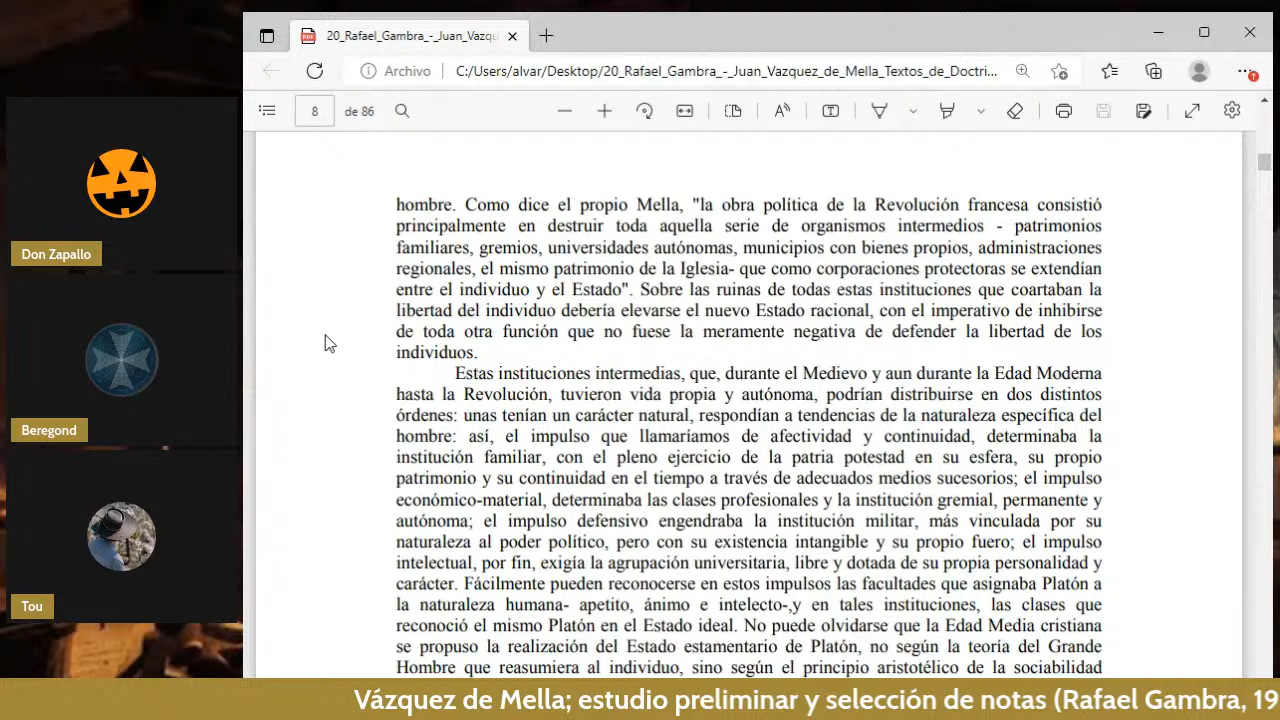 20_Rafael_Gambra_-_Juan_Vazqu
Archivo
C:/Users/alvar/Desktop/20_Rafael_Gambra_-_Juan_Vazquez_de_Mella_Textos_de_Doctri...
8
de 86
hombre. Como dice el propio Mella, "la obra política de la Revolución francesa consistió
principalmente en destruir toda aquella serie de organismos intermedios - patrimonios
familiares, gremios, universidades autónomas, municipios con bienes propios, administraciones
regionales, el mismo patrimonio de la Iglesia- que como corporaciones protectoras se extendían
entre el individuo y el Estado". Sobre las ruinas de todas estas instituciones que coartaban la
libertad del individuo debería elevarse el nuevo Estado racional, con el imperativo de inhibirse
de toda otra función que no fuese la meramente negativa de defender la libertad de los
individuos.
Estas instituciones intermedias, que, durante el Medievo y aun durante la Edad Moderna
hasta la Revolución, tuvieron vida propia y autónoma, podrían distribuirse en dos distintos
órdenes: unas tenían un carácter natural, respondían a tendencias de la naturaleza específica del
hombre: así, el impulso que llamaríamos de afectividad y continuidad, determinaba la
institución familiar, con el pleno ejercicio de la patria potestad en su esfera, su propio
patrimonio y su continuidad en el tiempo a través de adecuados medios sucesorios; el impulso
económico-material, determinaba las clases profesionales y la institución gremial, permanente y
autónoma; el impulso defensivo engendraba la institución militar, más vinculada por su
naturaleza al poder político, pero con su existencia intangible y su propio fuero; el impulso
intelectual, por fin, exigía la agrupación universitaria, libre y dotada de su propia personalidad y
carácter. Fácilmente pueden reconocerse en estos impulsos las facultades que asignaba Platón a
la naturaleza humana- apetito, ánimo e intelecto-,y en tales instituciones, las clases que
reconoció el mismo Platón en el Estado ideal. No puede olvidarse que la Edad Media cristiana
se propuso la realización del Estado estamentario de Platón, no según la teoría del Grande
Hombre que reasumiera al individuo, sino según el principio aristotélico de la sociabilidad
Don Zapallo
Beregond
Tou
Vázquez de Mella; estudio preliminar y selección de notas (Rafael Gambra, 19